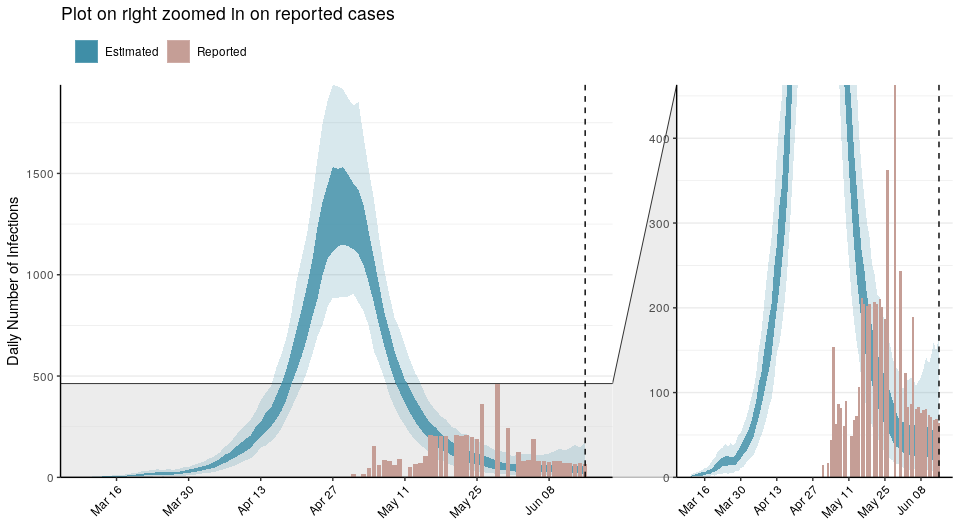 Plot on right zoomed in on reported cases
Estimated Reported
Daily Number of Infections
1500
1000
500
0
Mar 16 Mar 30 Apr 13 Apr 27 May 11 May 25 Jun 08
400
300
200
100
0
Mar 16 Mar 30 Apr 13 Apr 27 May 11 May 25 Jun 08